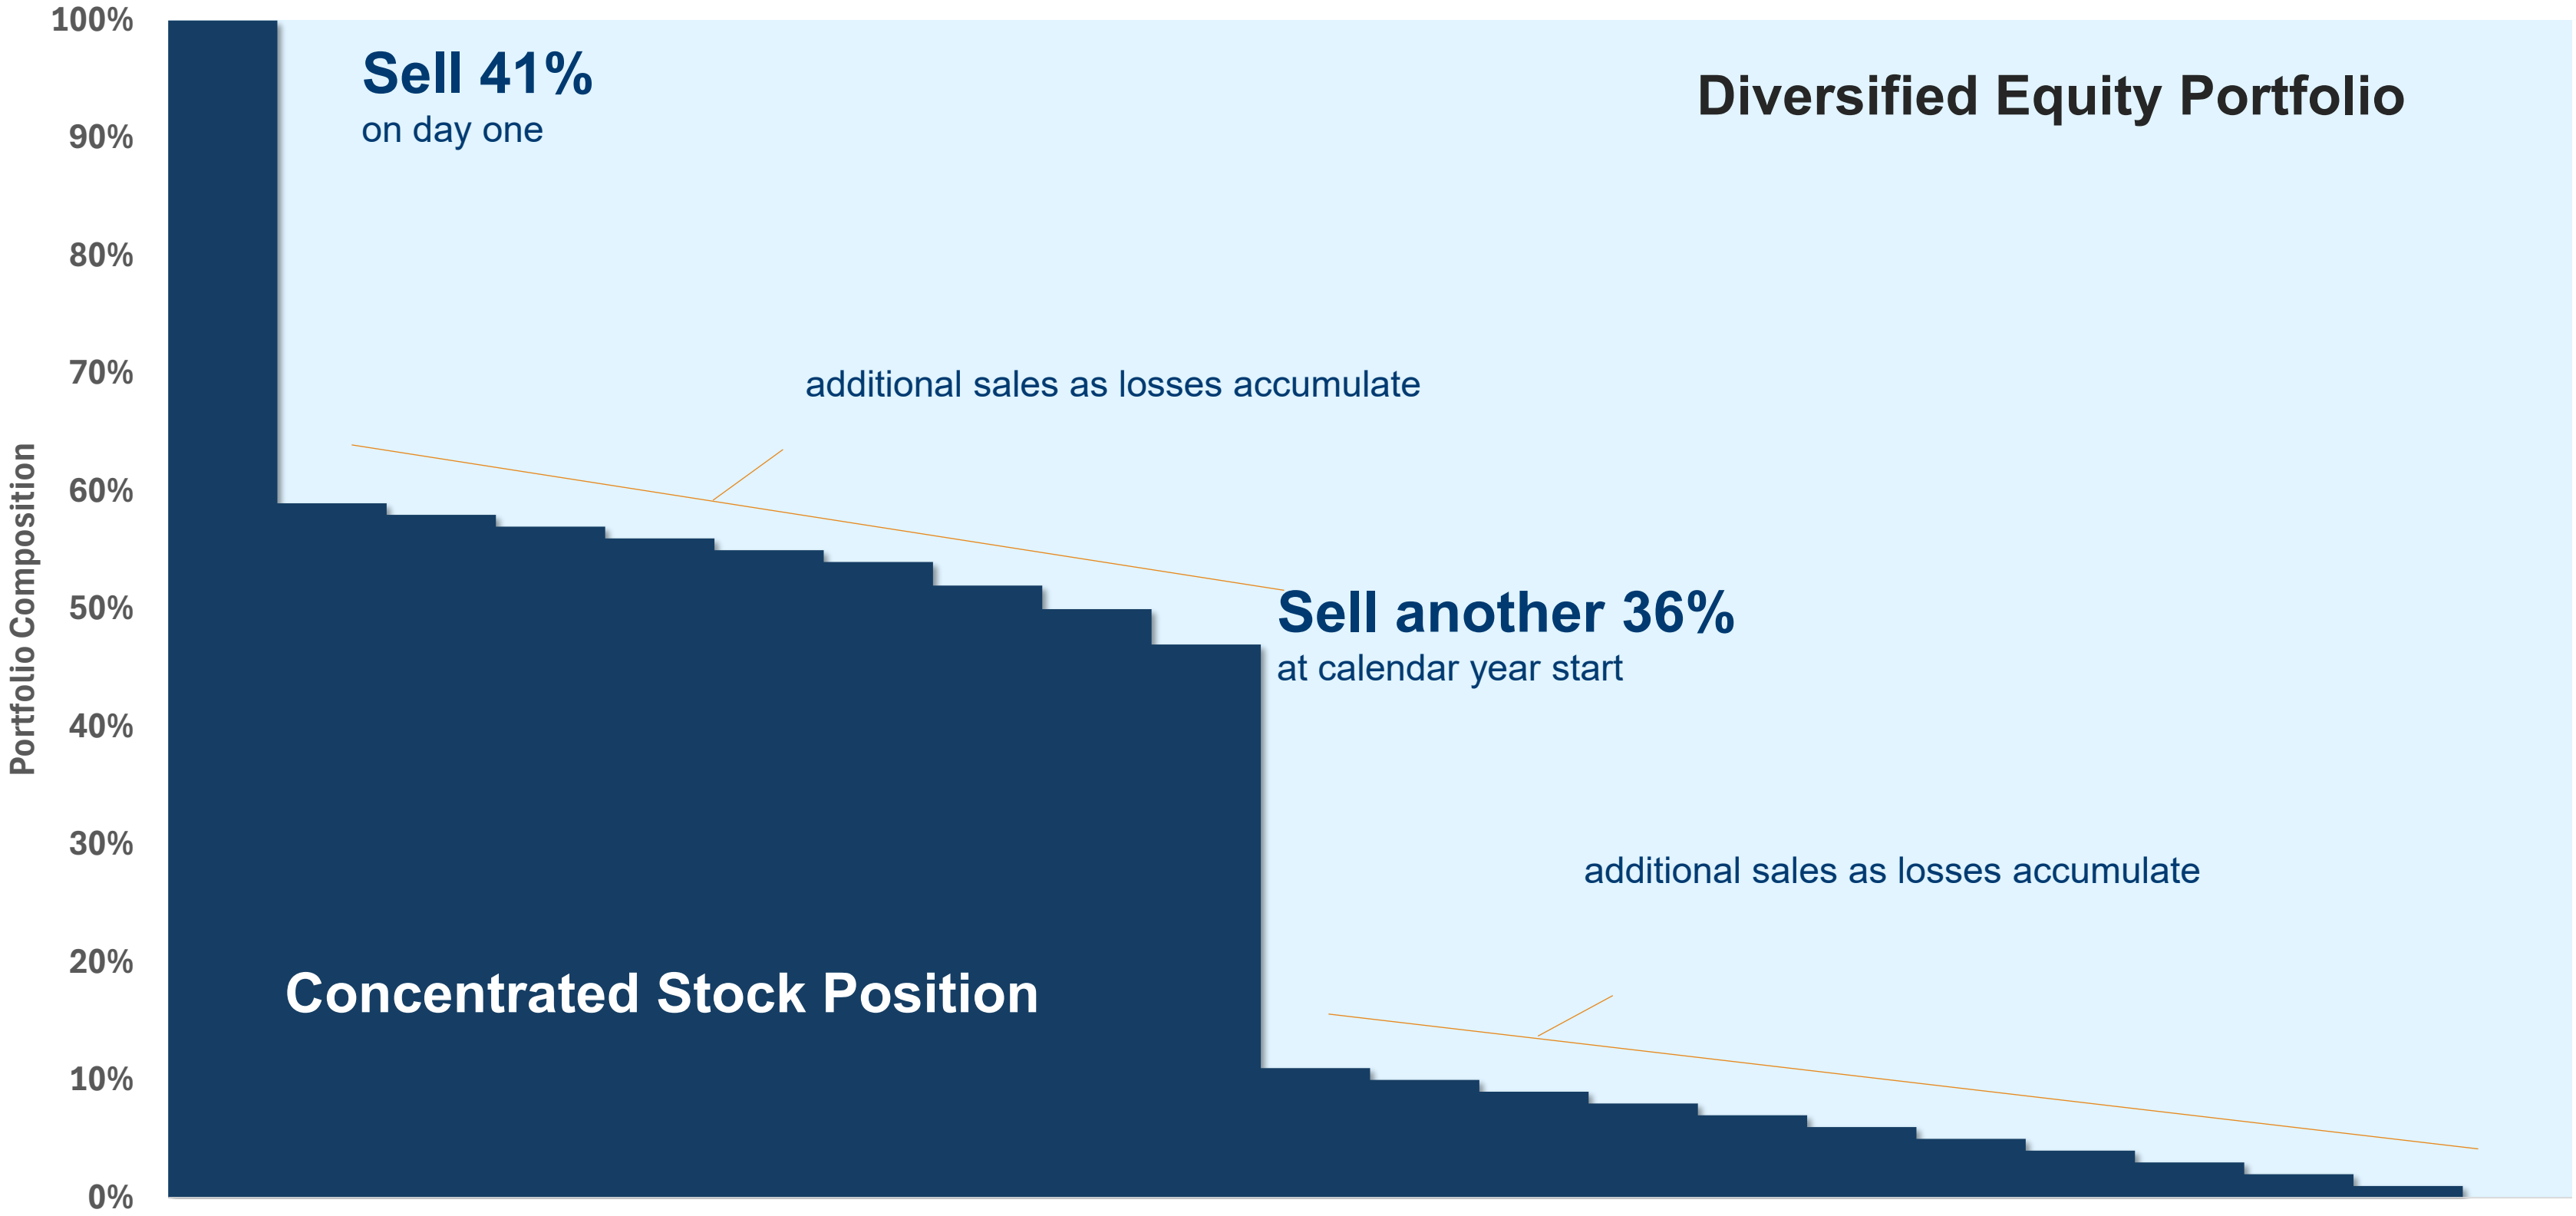 100%
90%
80%
70%
60%
50%
40%
30%
20%
10%
0%
Portfolio Composition
Sell 41%
on day one
Diversified Equity Portfolio
additional sales as losses accumulate
Sell another 36%
at calendar year start
additional sales as losses accumulate
Concentrated Stock Position